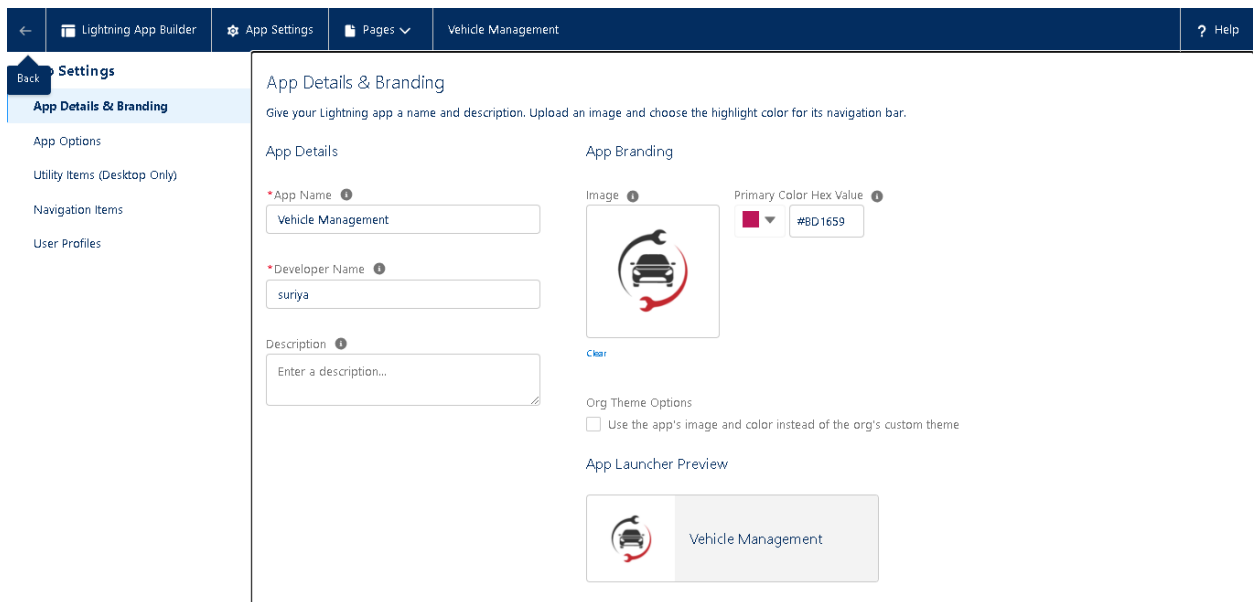 ← Lightning App Builder App Settings Pages Vehicle Management ? Help
Back
Settings
App Details & Branding
App Options
Utility Items (Desktop Only)
Navigation Items
User Profiles
App Details & Branding
Give your Lightning app a name and description. Upload an image and choose the highlight color for its navigation bar.
App Details
*App Name
Vehicle Management
*Developer Name
suriya
Description
Enter a description...
App Branding
Image
Primary Color Hex Value
#BD1659
Clear
Org Theme Options
Use the app's image and color instead of the org's custom theme
App Launcher Preview
Vehicle Management